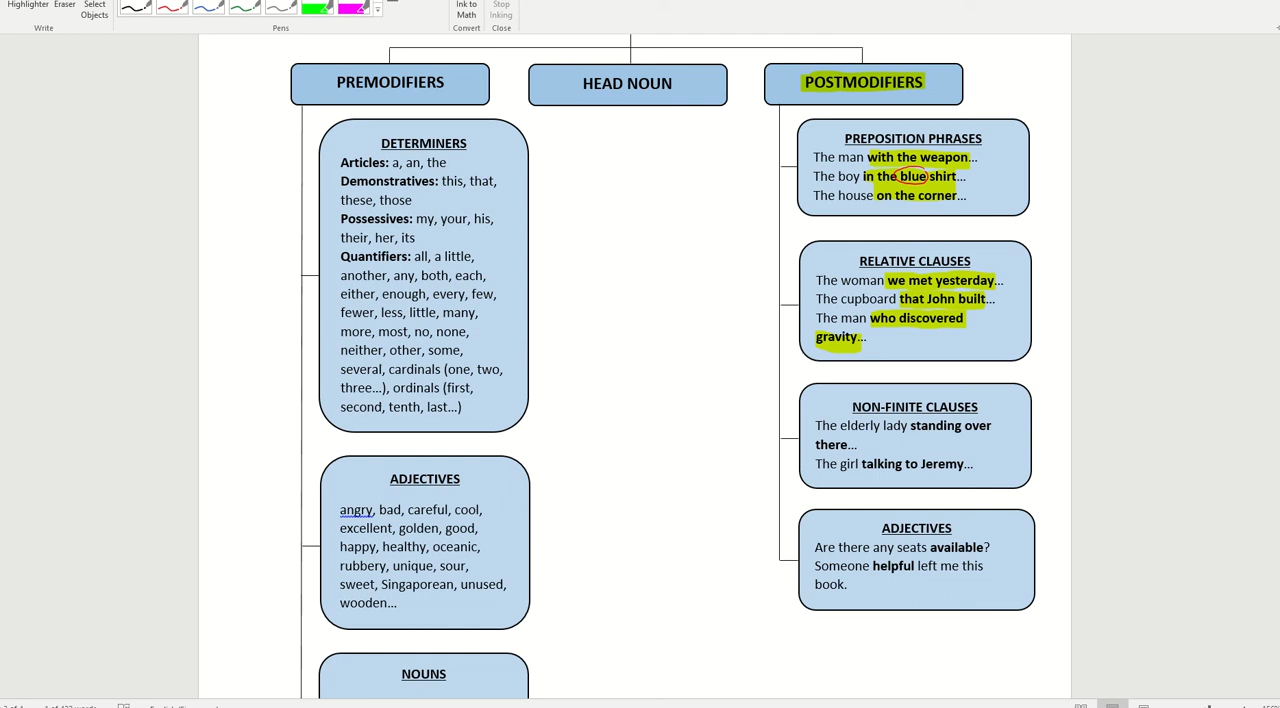 Highlighter Eraser Select Objects
Ink to Math
Stop Inking
Write
Pens
Convert
Close
PREMODIFIERS
HEAD NOUN
POSTMODIFIERS
DETERMINERS
Articles: a, an, the
Demonstratives: this, that,
these, those
Possessives: my, your, his,
their, her, its
Quantifiers: all, a little,
another, any, both, each,
either, enough, every, few,
fewer, less, little, many,
more, most, no, none,
neither, other, some,
several, cardinals (one, two,
three...), ordinals (first,
second, tenth, last...)
ADJECTIVES
angry, bad, careful, cool,
excellent, golden, good,
happy, healthy, oceanic,
rubbery, unique, sour,
sweet, Singaporean, unused,
wooden...
NOUNS
PREPOSITION PHRASES
The man with the weapon...
The boy in the blue shirt...
The house on the corner...
RELATIVE CLAUSES
The woman we met yesterday...
The cupboard that John built...
The man who discovered
gravity...
NON-FINITE CLAUSES
The elderly lady standing over
there...
The girl talking to Jeremy...
ADJECTIVES
Are there any seats available?
Someone helpful left me this
book.